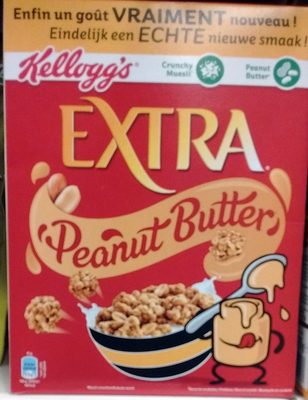 Enfin un goût VRAIMENT nouveau !
Eindelijk een ECHTE nieuwe smaak !
Kellogg's
Crunchy
Muesli
Peanut
Butter
EXTRA
Peanut Butter